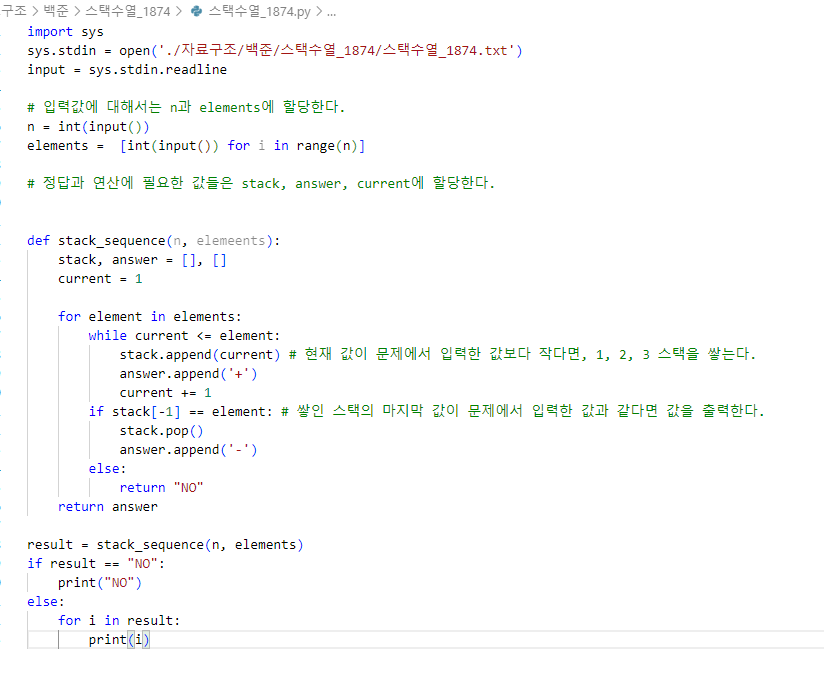 구조 > 백준 > 스택수열_1874 > 스택수열_1874.py > ...
import sys
sys.stdin = open('./자료구조/백준/스택수열_1874/스택수열_1874.txt')
input = sys.stdin.readline
# 입력값에 대해서는 n과 elements에 할당한다.
n = int(input())
elements =  [int(input()) for i in range(n)]
# 정답과 연산에 필요한 값들은 stack, answer, current에 할당한다.
def stack_sequence(n, elemeents):
    stack, answer = [], []
    current = 1
    for element in elements:
        while current <= element:
            stack.append(current) # 현재 값이 문제에서 입력한 값보다 작다면, 1, 2, 3 스택을 쌓는다.
            answer.append('+')
            current += 1
        if stack[-1] == element: # 쌓인 스택의 마지막 값이 문제에서 입력한 값과 같다면 값을 출력한다.
            stack.pop()
            answer.append('-')
        else:
            return "NO"
    return answer
result = stack_sequence(n, elements)
if result == "NO":
    print("NO")
else:
    for i in result:
        print(i)